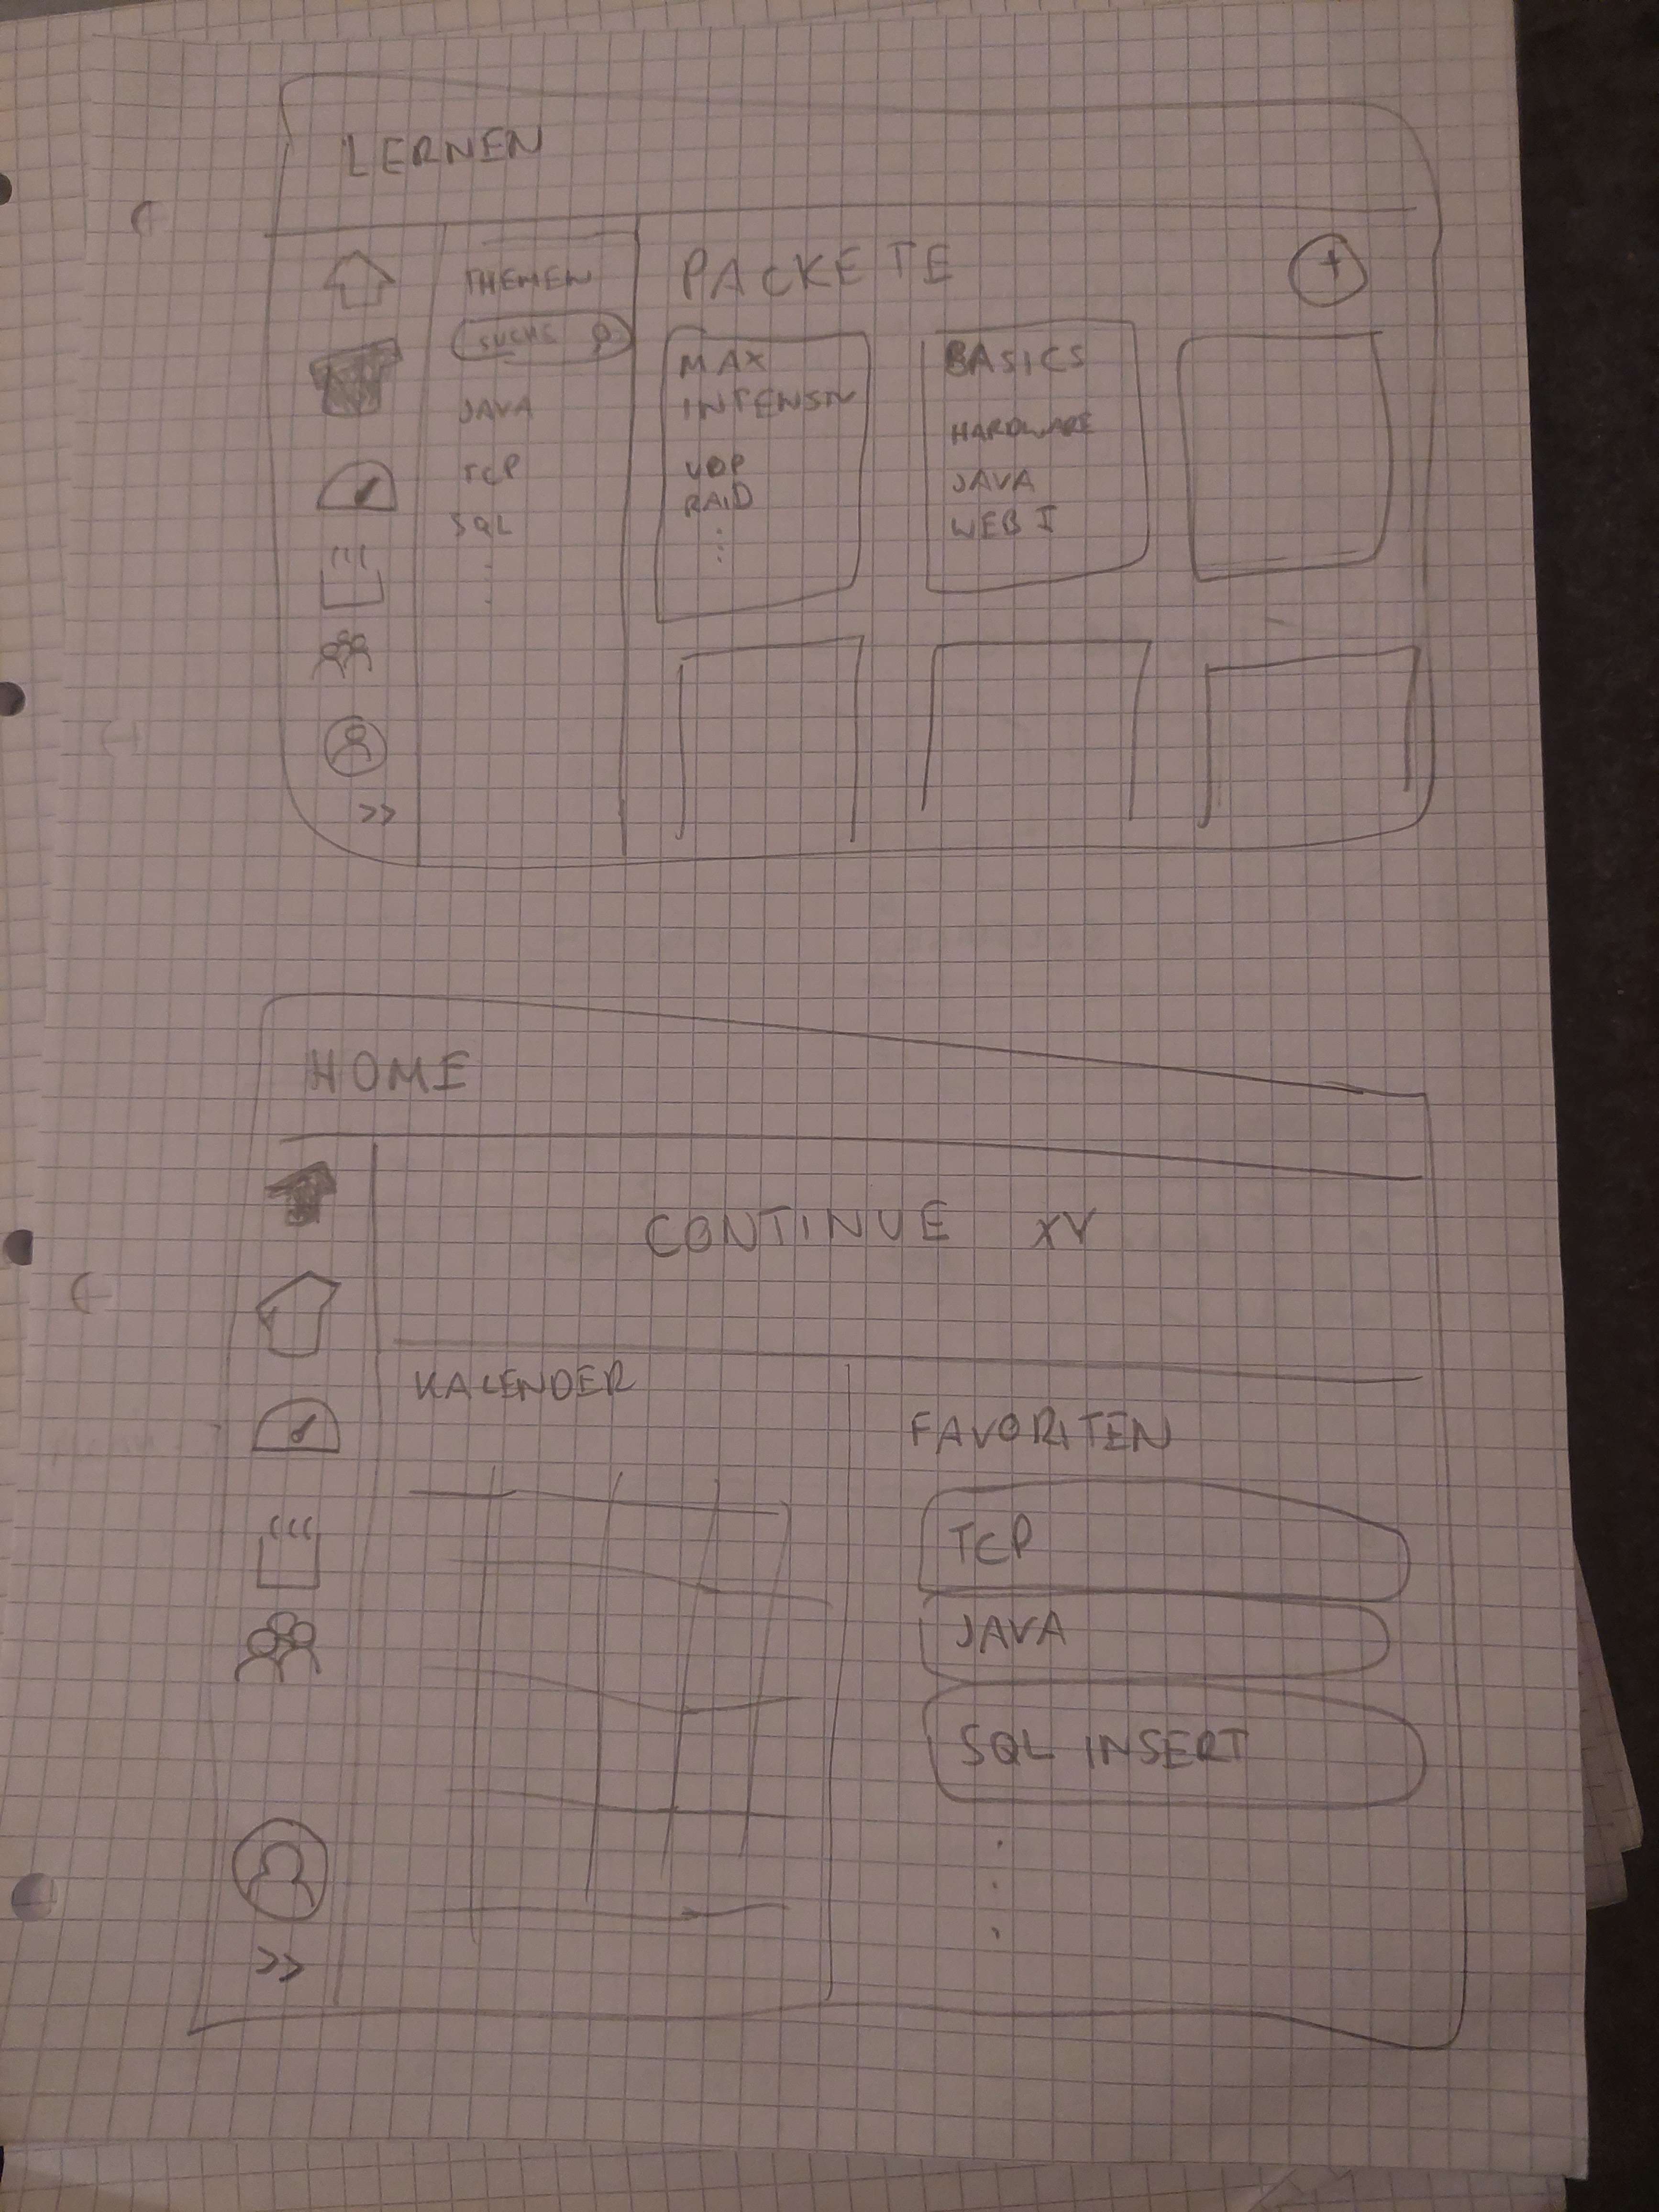 LERNEN
THEMEN
SUCHE
JAVA
TCP
SQL
PACKETE
+
MAX
INTENSIV
UDP
RAID
BASICS
HARDWARE
JAVA
WEB I
>>
HOME
CONTINUE XY
KALENDER
FAVORITEN
TCP
JAVA
SQL INSERT
>>